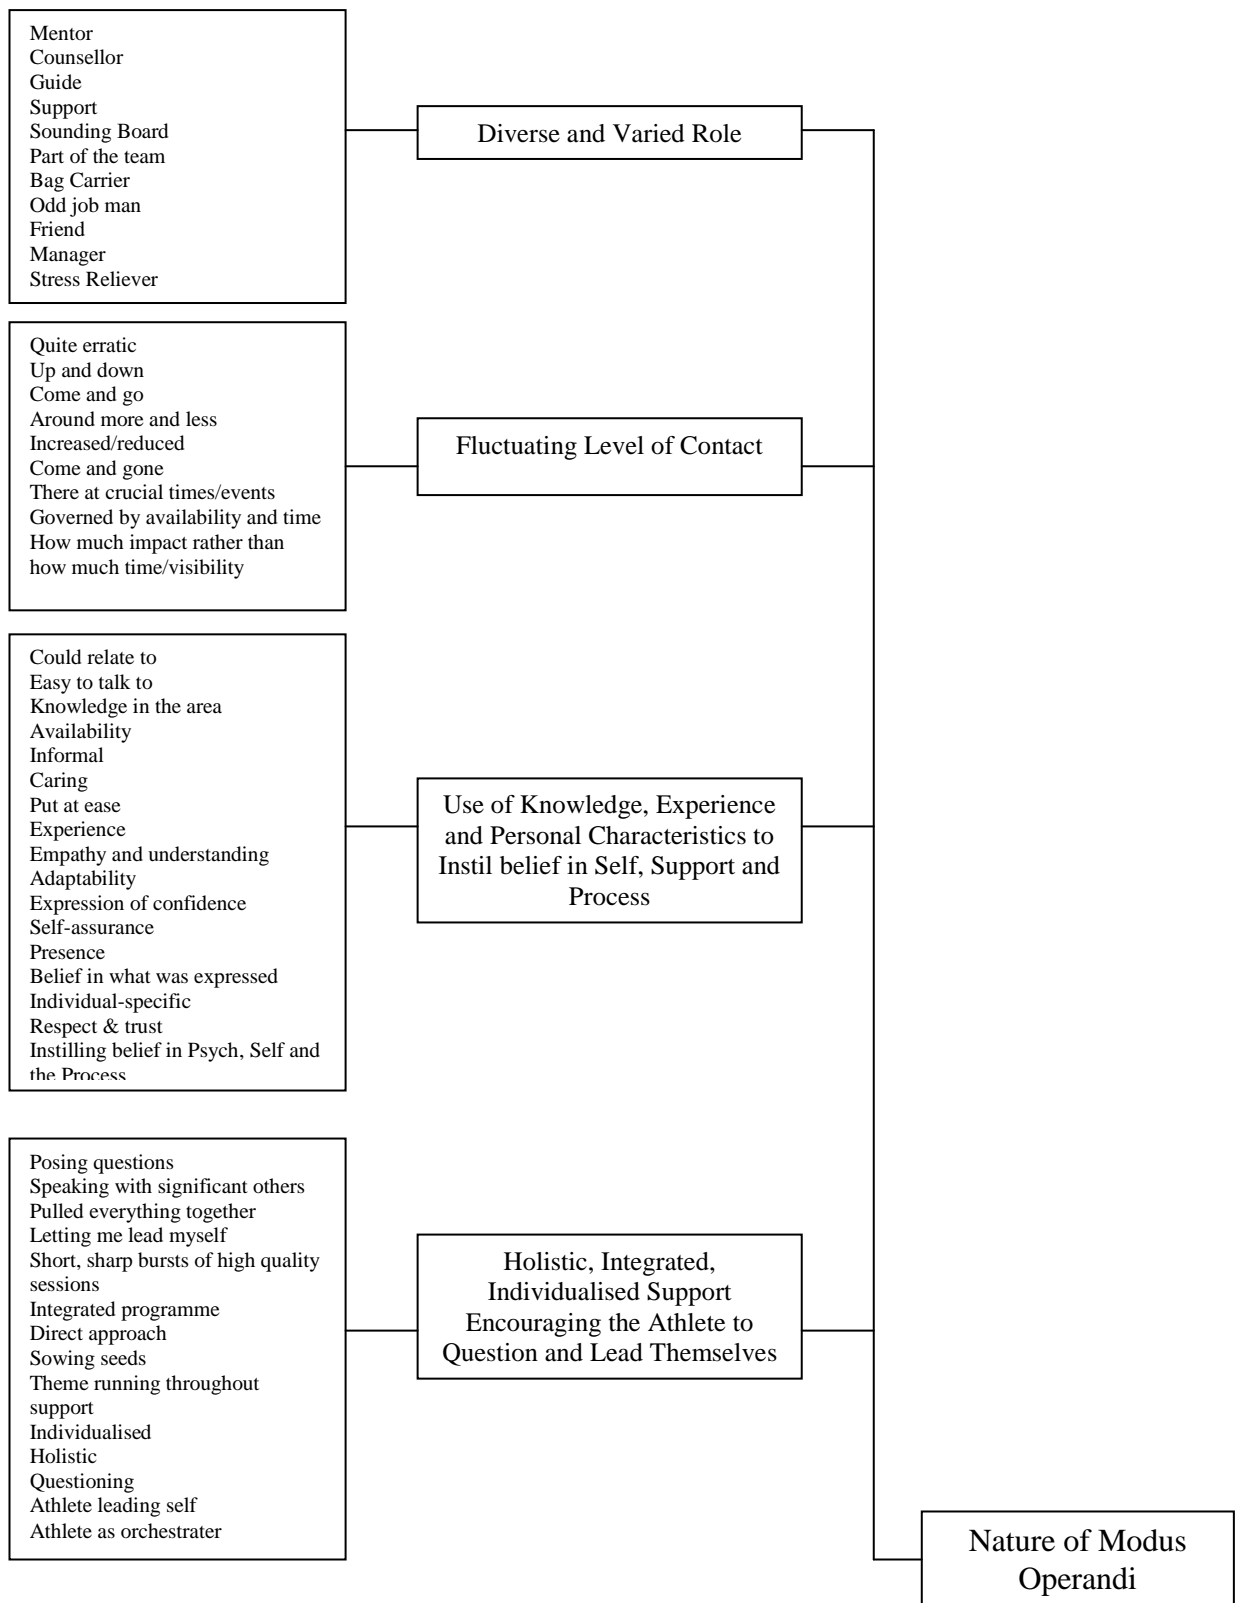 Mentor
Counsellor
Guide
Support
Sounding Board
Part of the team
Bag Carrier
Odd job man
Friend
Manager
Stress Reliever
Diverse and Varied Role
Quite erratic
Up and down
Come and go
Around more and less
Increased/reduced
Come and gone
There at crucial times/events
Governed by availability and time
How much impact rather than
how much time/visibility
Fluctuating Level of Contact
Could relate to
Easy to talk to
Knowledge in the area
Availability
Informal
Caring
Put at ease
Experience
Empathy and understanding
Adaptability
Expression of confidence
Self-assurance
Presence
Belief in what was expressed
Individual-specific
Respect & trust
Instilling belief in Psych, Self and
the Process
Use of Knowledge, Experience
and Personal Characteristics to
Instil belief in Self, Support and
Process
Posing questions
Speaking with significant others
Pulled everything together
Letting me lead myself
Short, sharp bursts of high quality
sessions
Integrated programme
Direct approach
Sowing seeds
Theme running throughout
support
Individualised
Holistic
Questioning
Athlete leading self
Athlete as orchestrater
Holistic, Integrated,
Individualised Support
Encouraging the Athlete to
Question and Lead Themselves
Nature of Modus
Operandi